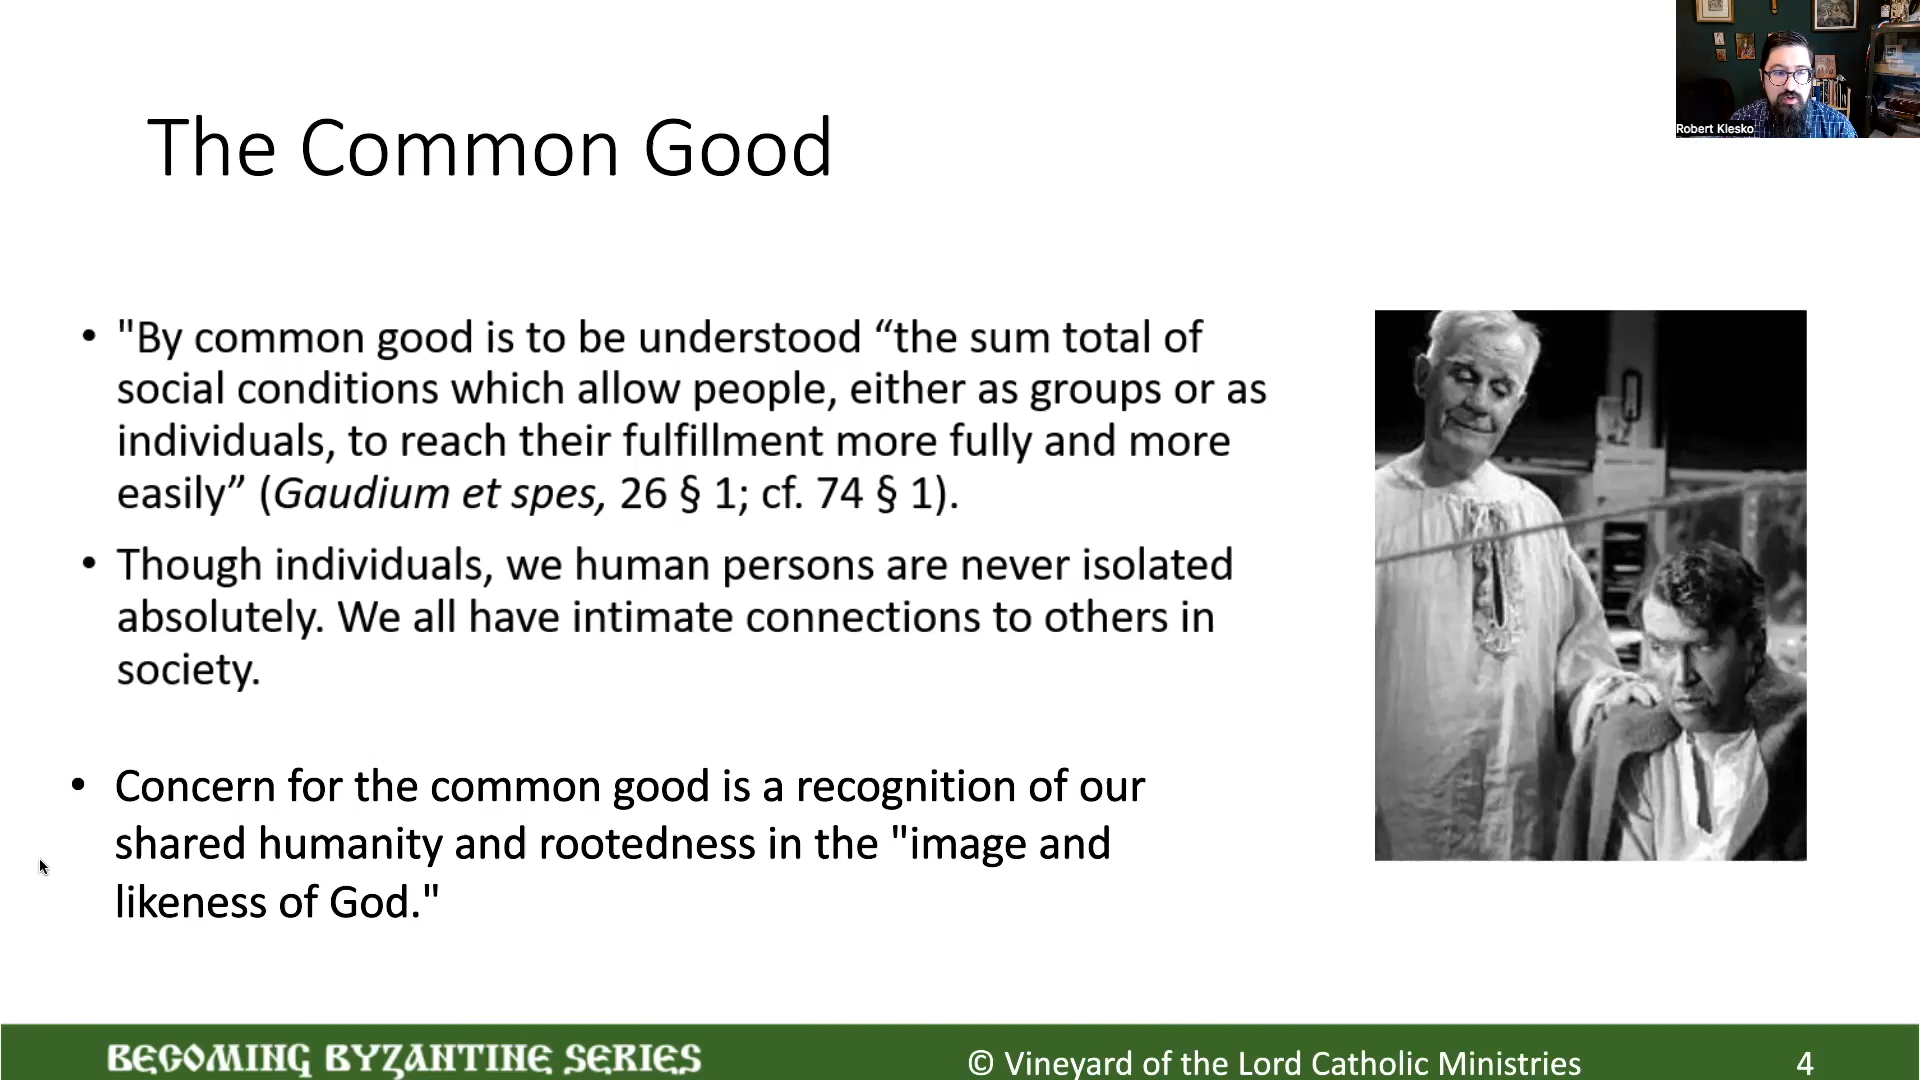 Robert Klesko
The Common Good
• "By common good is to be understood “the sum total of
social conditions which allow people, either as groups or as
individuals, to reach their fulfillment more fully and more
easily” (Gaudium et spes, 26 § 1; cf. 74 § 1).
• Though individuals, we human persons are never isolated
absolutely. We all have intimate connections to others in
society.
• Concern for the common good is a recognition of our
shared humanity and rootedness in the "image and
likeness of God."
BECOMING BYZANTINE SERIES
© Vineyard of the Lord Catholic Ministries
4